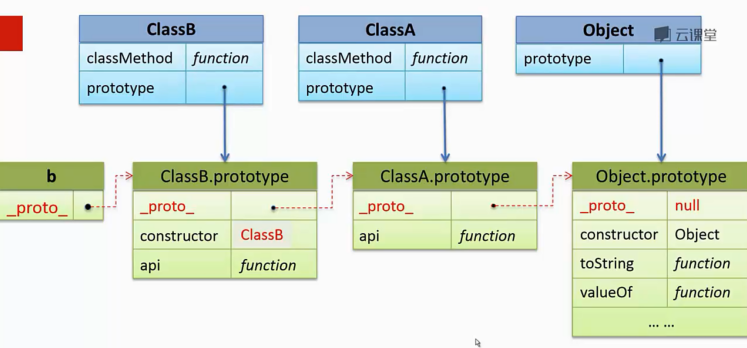 ClassB
classMethod function
prototype
ClassA
classMethod function
prototype
Object
prototype
云课堂
b
_proto_
ClassB.prototype
_proto_
constructor ClassB
api function
ClassA.prototype
_proto_
api function
Object.prototype
_proto_ null
constructor Object
toString function
valueOf function
... ...